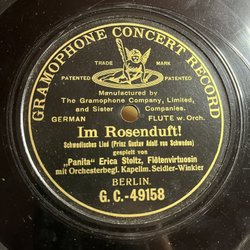 GRAMOPHONE CONCERT RECORD
TRADE MARK
PATENTED PATENTED
Manufactured by
The Gramophone Company, Limited,
and Sister Companies.
GERMAN FLUTE w. Orch.
Im Rosenduft!
Schwedisches Lied (Prinz Gustav Adolf von Schweden)
gespielt von
„Panita“ Erica Stoltz, Flötenvirtuosin
mit Orchesterbegl. Kapellm. Seidler-Winkler
BERLIN.
G. C.-49158